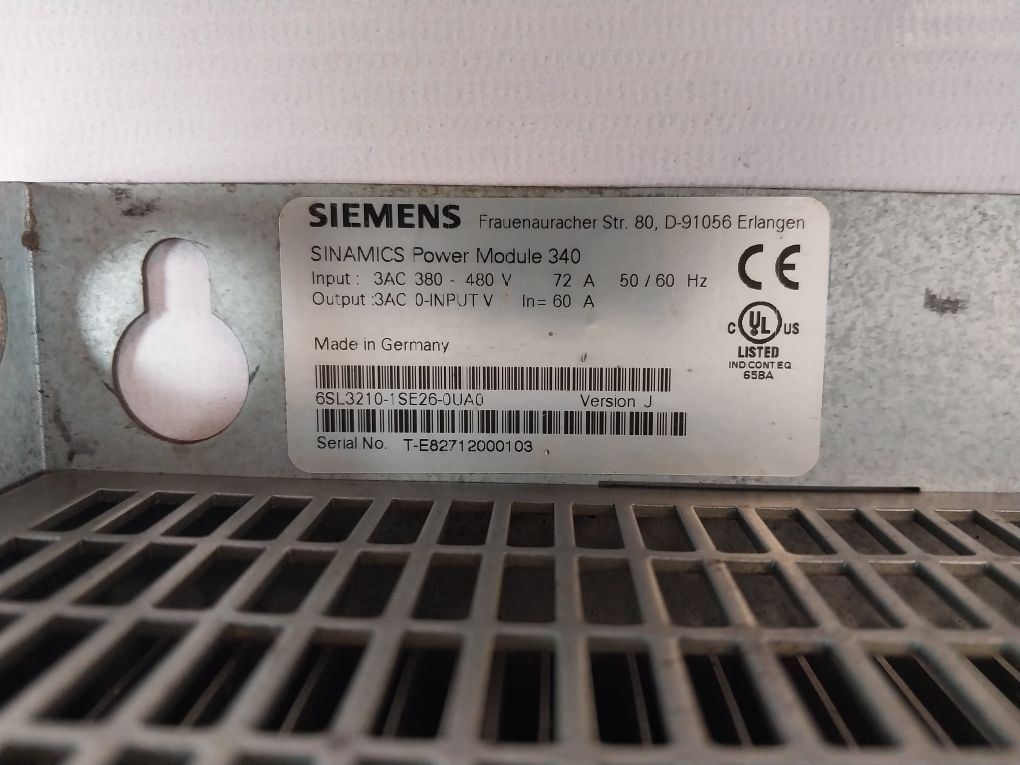 SIEMENS Frauenauracher Str. 80, D-91056 Erlangen
SINAMICS Power Module 340
Input : 3AC 380 - 480 V 72 A 50 / 60 Hz
Output :3AC 0-INPUT V In= 60 A
CE
Made in Germany
C UL US
LISTED
IND CONT EQ
65BA
6SL3210-1SE26-0UA0 Version J
Serial No. T-E82712000103